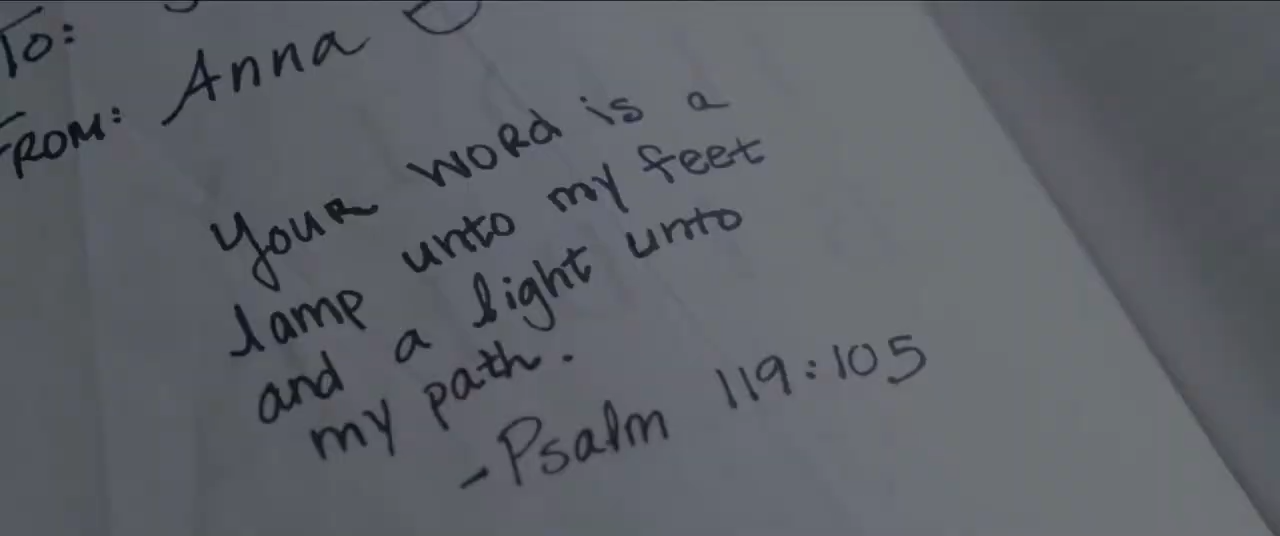 To:
FROM: Anna
Your word is a
lamp unto my feet
and a light unto
my path.
-Psalm 119:105